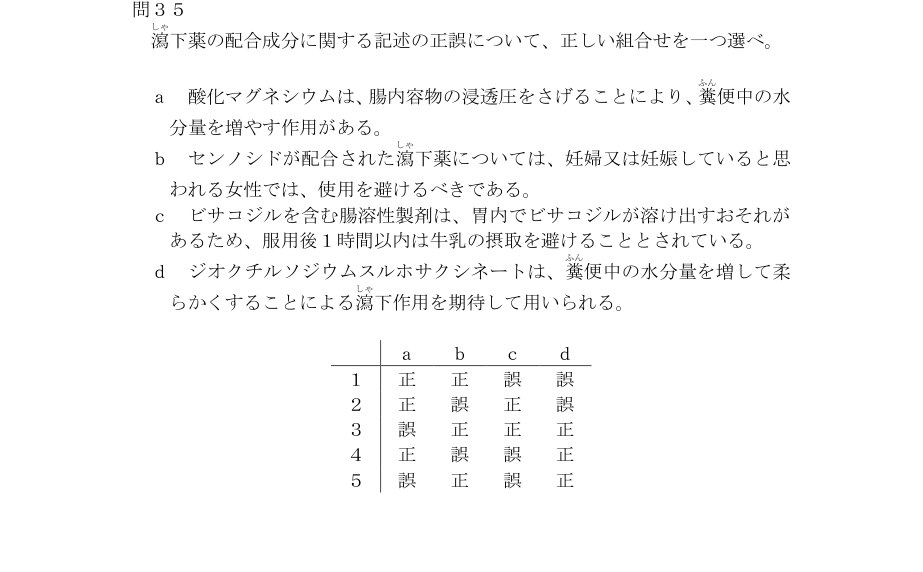 問３５
瀉下薬の配合成分に関する記述の正誤について、正しい組合せを一つ選べ。
a 酸化マグネシウムは、腸内容物の浸透圧をさげることにより、糞便中の水
分量を増やす作用がある。
b センノシドが配合された瀉下薬については、妊婦又は妊娠していると思
われる女性では、使用を避けるべきである。
c ビサコジルを含む腸溶性製剤は、胃内でビサコジルが溶け出すおそれが
あるため、服用後１時間以内は牛乳の摂取を避けることとされている。
d ジオクチルソジウムスルホサクシネートは、糞便中の水分量を増して柔
らかくすることによる瀉下作用を期待して用いられる。
a b c d
1 正 正 誤 誤
2 正 誤 正 誤
3 誤 正 正 正
4 正 誤 誤 正
5 誤 正 誤 正